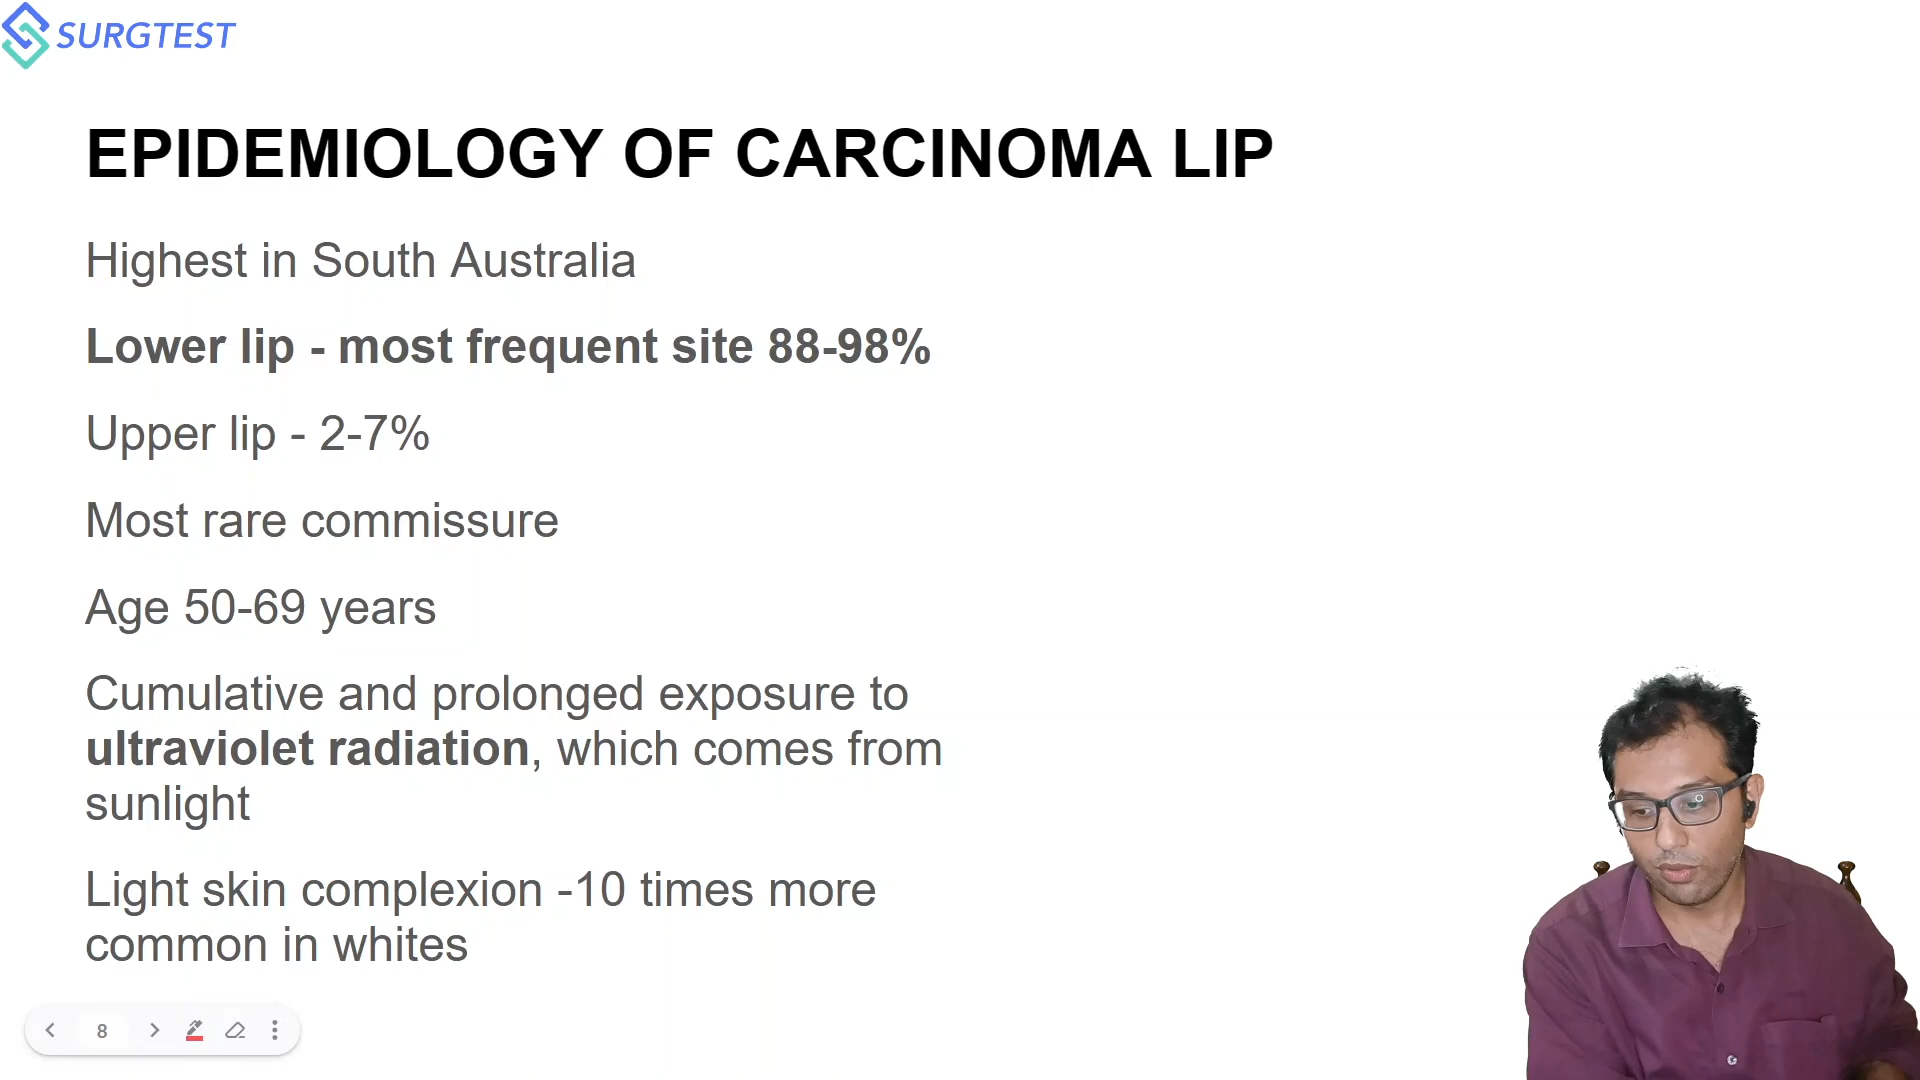 SURGTEST
EPIDEMIOLOGY OF CARCINOMA LIP
Highest in South Australia
Lower lip - most frequent site 88-98%
Upper lip - 2-7%
Most rare commissure
Age 50-69 years
Cumulative and prolonged exposure to
ultraviolet radiation, which comes from
sunlight
Light skin complexion -10 times more
common in whites
8